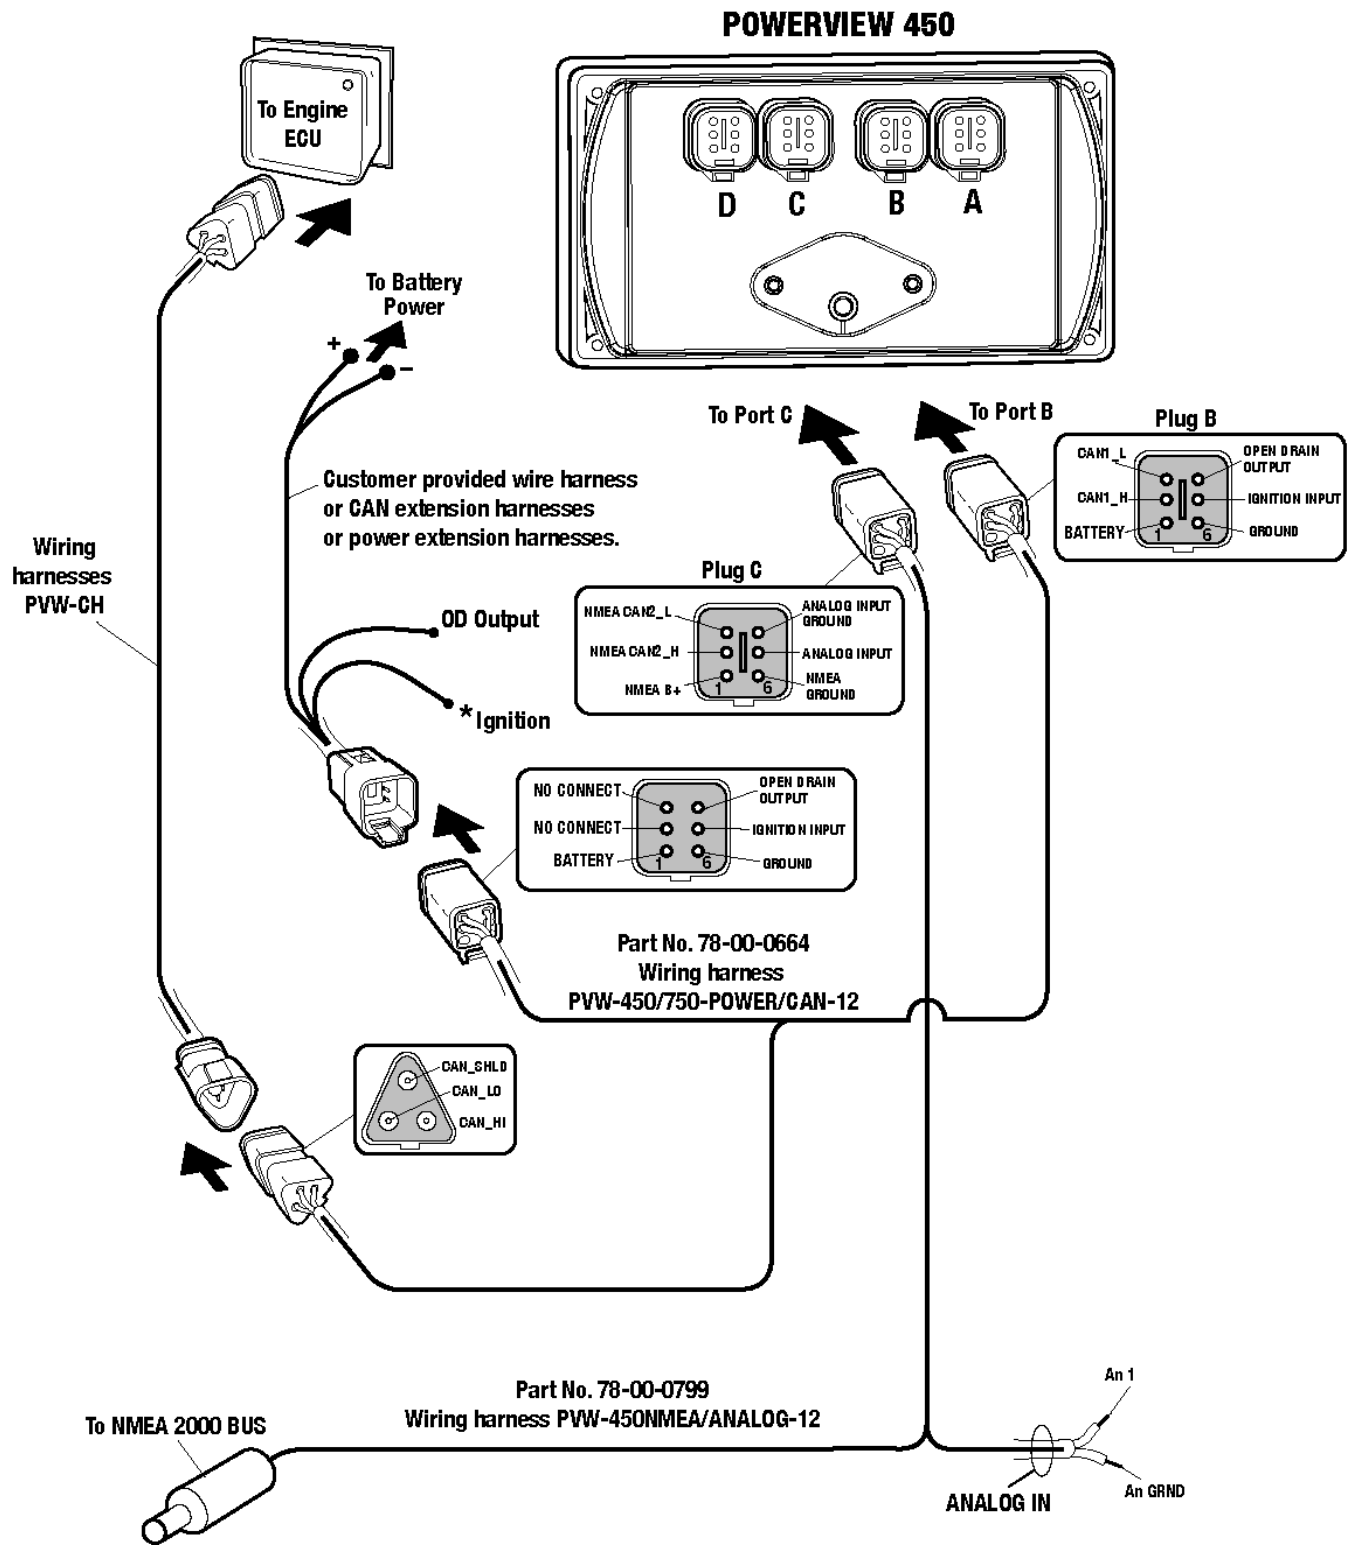 POWERVIEW 450
To Engine
ECU
D
C
B
A
To Battery
Power
+
–
To Port C
To Port B
Plug B
CAN1_L
CAN1_H
BATTERY
OPEN DRAIN
OUTPUT
IGNITION INPUT
GROUND
1
6
Customer provided wire harness
or CAN extension harnesses
or power extension harnesses.
Wiring
harnesses
PVW-CH
Plug C
NMEA CAN2_L
NMEA CAN2_H
NMEA B+
ANALOG INPUT
GROUND
ANALOG INPUT
NMEA
GROUND
1
6
OD Output
*Ignition
NO CONNECT
NO CONNECT
BATTERY
OPEN DRAIN
OUTPUT
IGNITION INPUT
GROUND
1
6
Part No. 78-00-0664
Wiring harness
PVW-450/750-POWER/CAN-12
CAN_SHLD
CAN_LO
CAN_HI
Part No. 78-00-0799
Wiring harness PVW-450NMEA/ANALOG-12
To NMEA 2000 BUS
An 1
An GRND
ANALOG IN